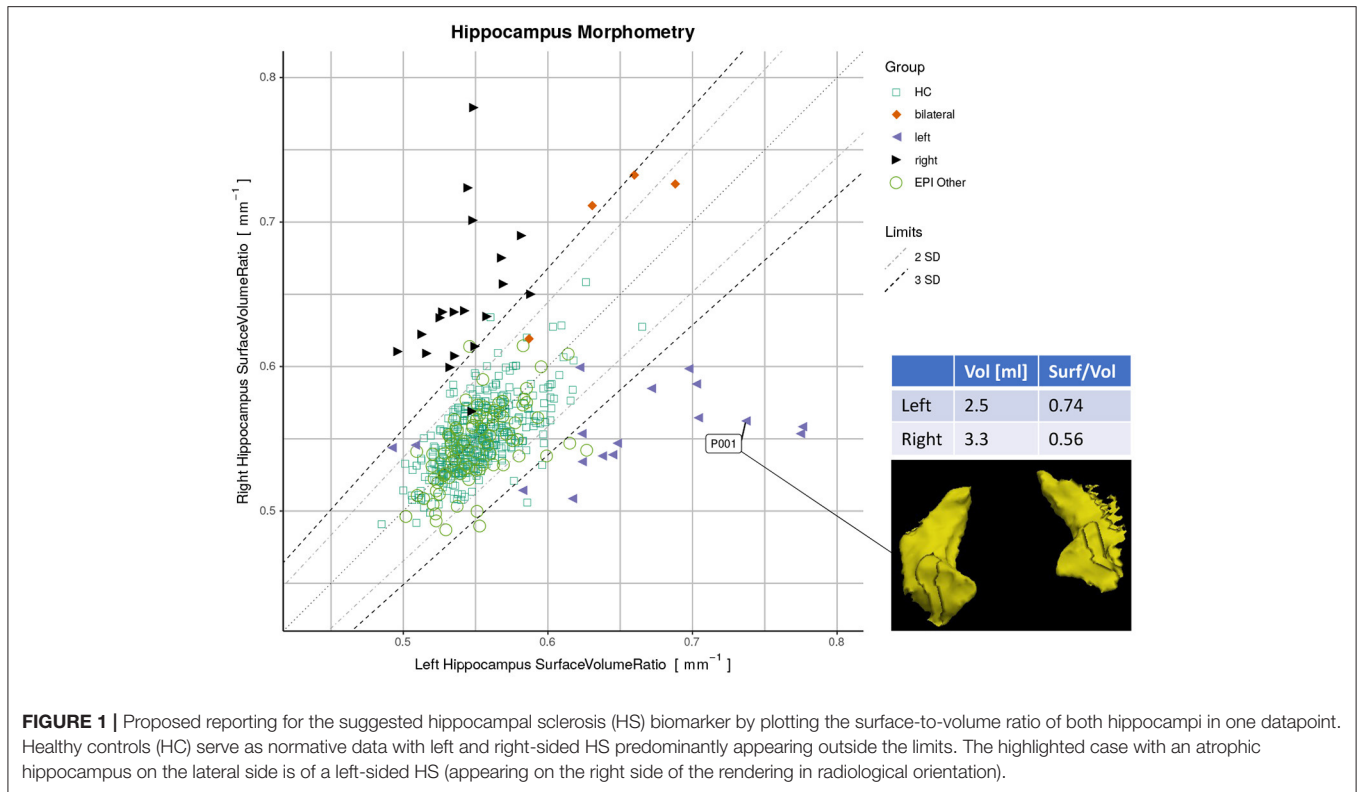 Hippocampus Morphometry
Right Hippocampus SurfaceVolumeRatio [ mm⁻¹ ]
0.8
0.7
0.6
0.5
0.5 0.6 0.7 0.8
Left Hippocampus SurfaceVolumeRatio [ mm⁻¹ ]
P001
Group
HC
bilateral
left
right
EPI Other
Limits
2 SD
3 SD
Vol [ml] Surf/Vol
Left 2.5 0.74
Right 3.3 0.56
FIGURE 1 | Proposed reporting for the suggested hippocampal sclerosis (HS) biomarker by plotting the surface-to-volume ratio of both hippocampi in one datapoint.
Healthy controls (HC) serve as normative data with left and right-sided HS predominantly appearing outside the limits. The highlighted case with an atrophic
hippocampus on the lateral side is of a left-sided HS (appearing on the right side of the rendering in radiological orientation).